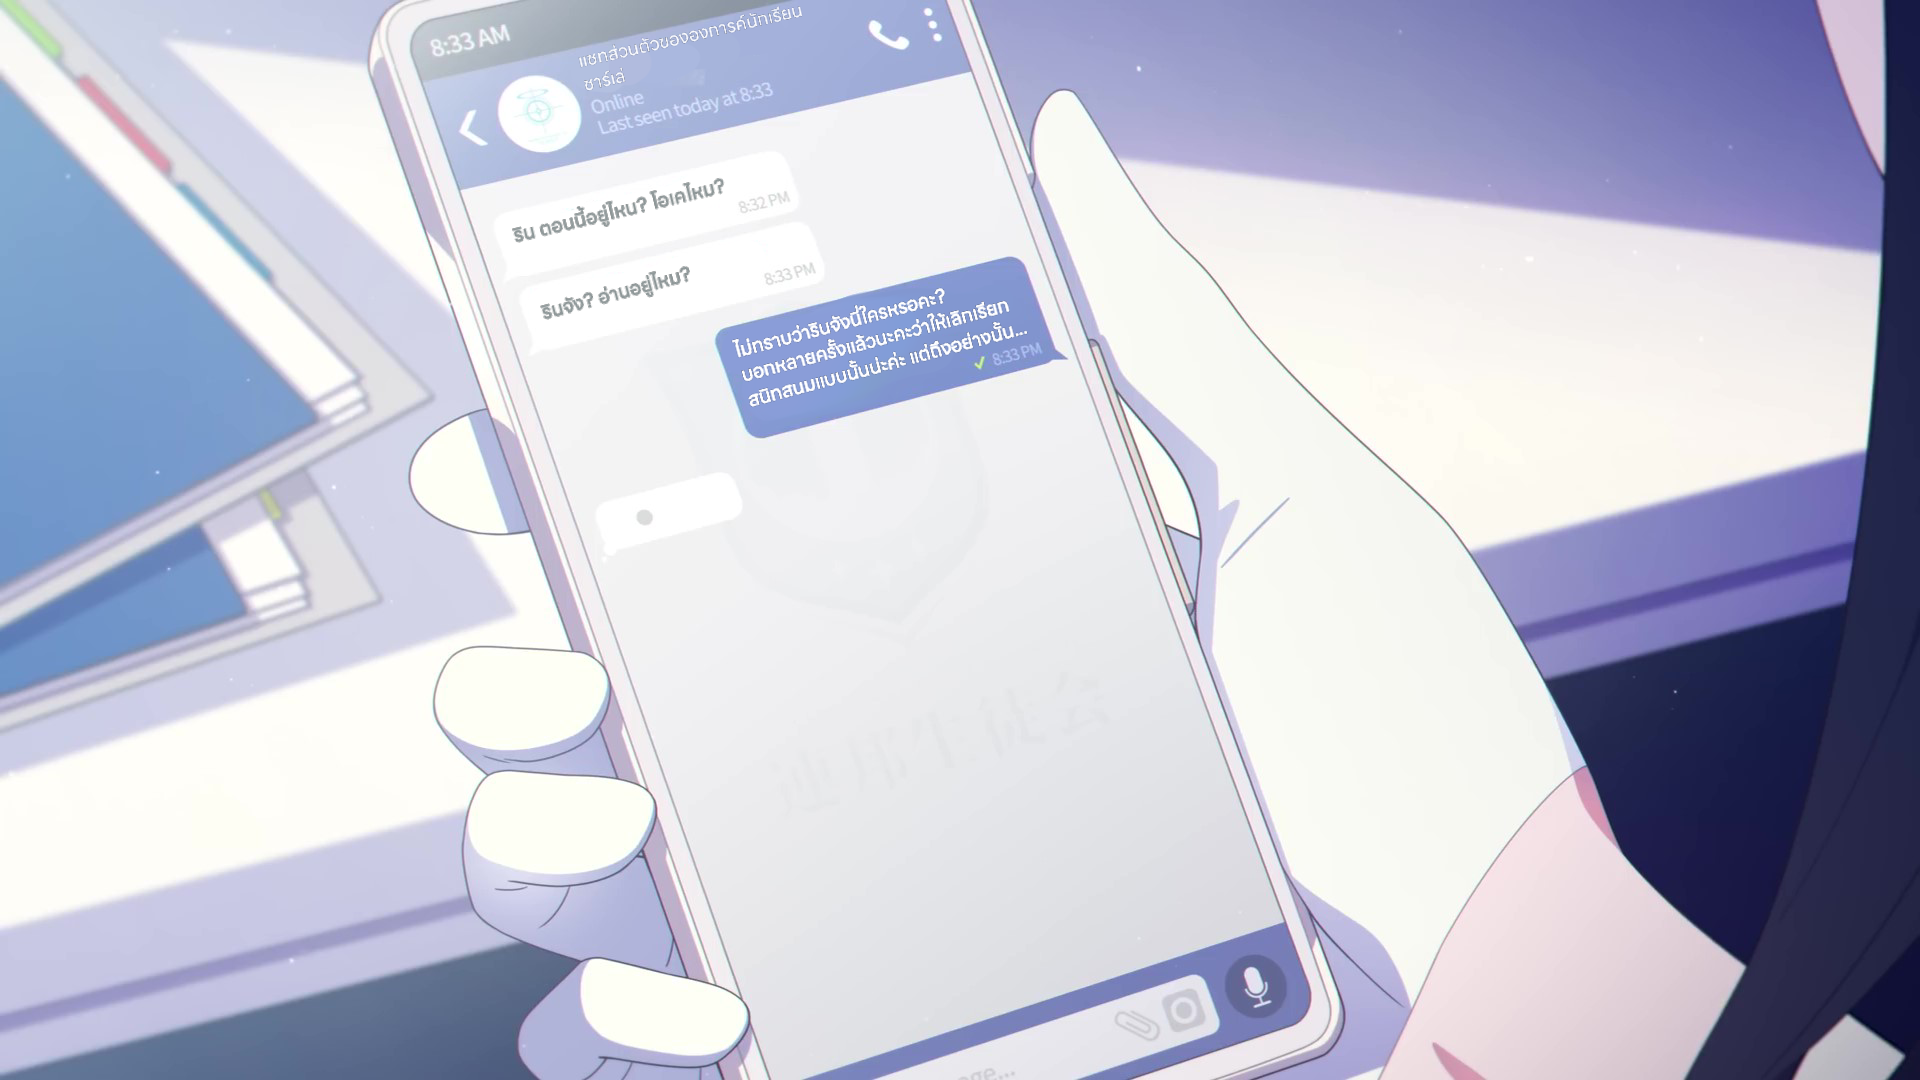 8:33 AM
แชทส่วนตัวขององการค์นักเรียน
ชาร์เล่
Online
Last seen today at 8:33
ริน ตอนนี้อยู่ไหน? โอเคไหม?
8:32 PM
รินจัง? อ่านอยู่ไหม?
8:33 PM
ไม่ทราบว่ารินจังนี่ใครหรอคะ?
บอกหลายครั้งแล้วนะคะว่าให้เลิกเรียก
สนิทสนมแบบนั้นน่ะค่ะ แต่ถึงอย่างนั้น...
8:33 PM
连邦生徒会